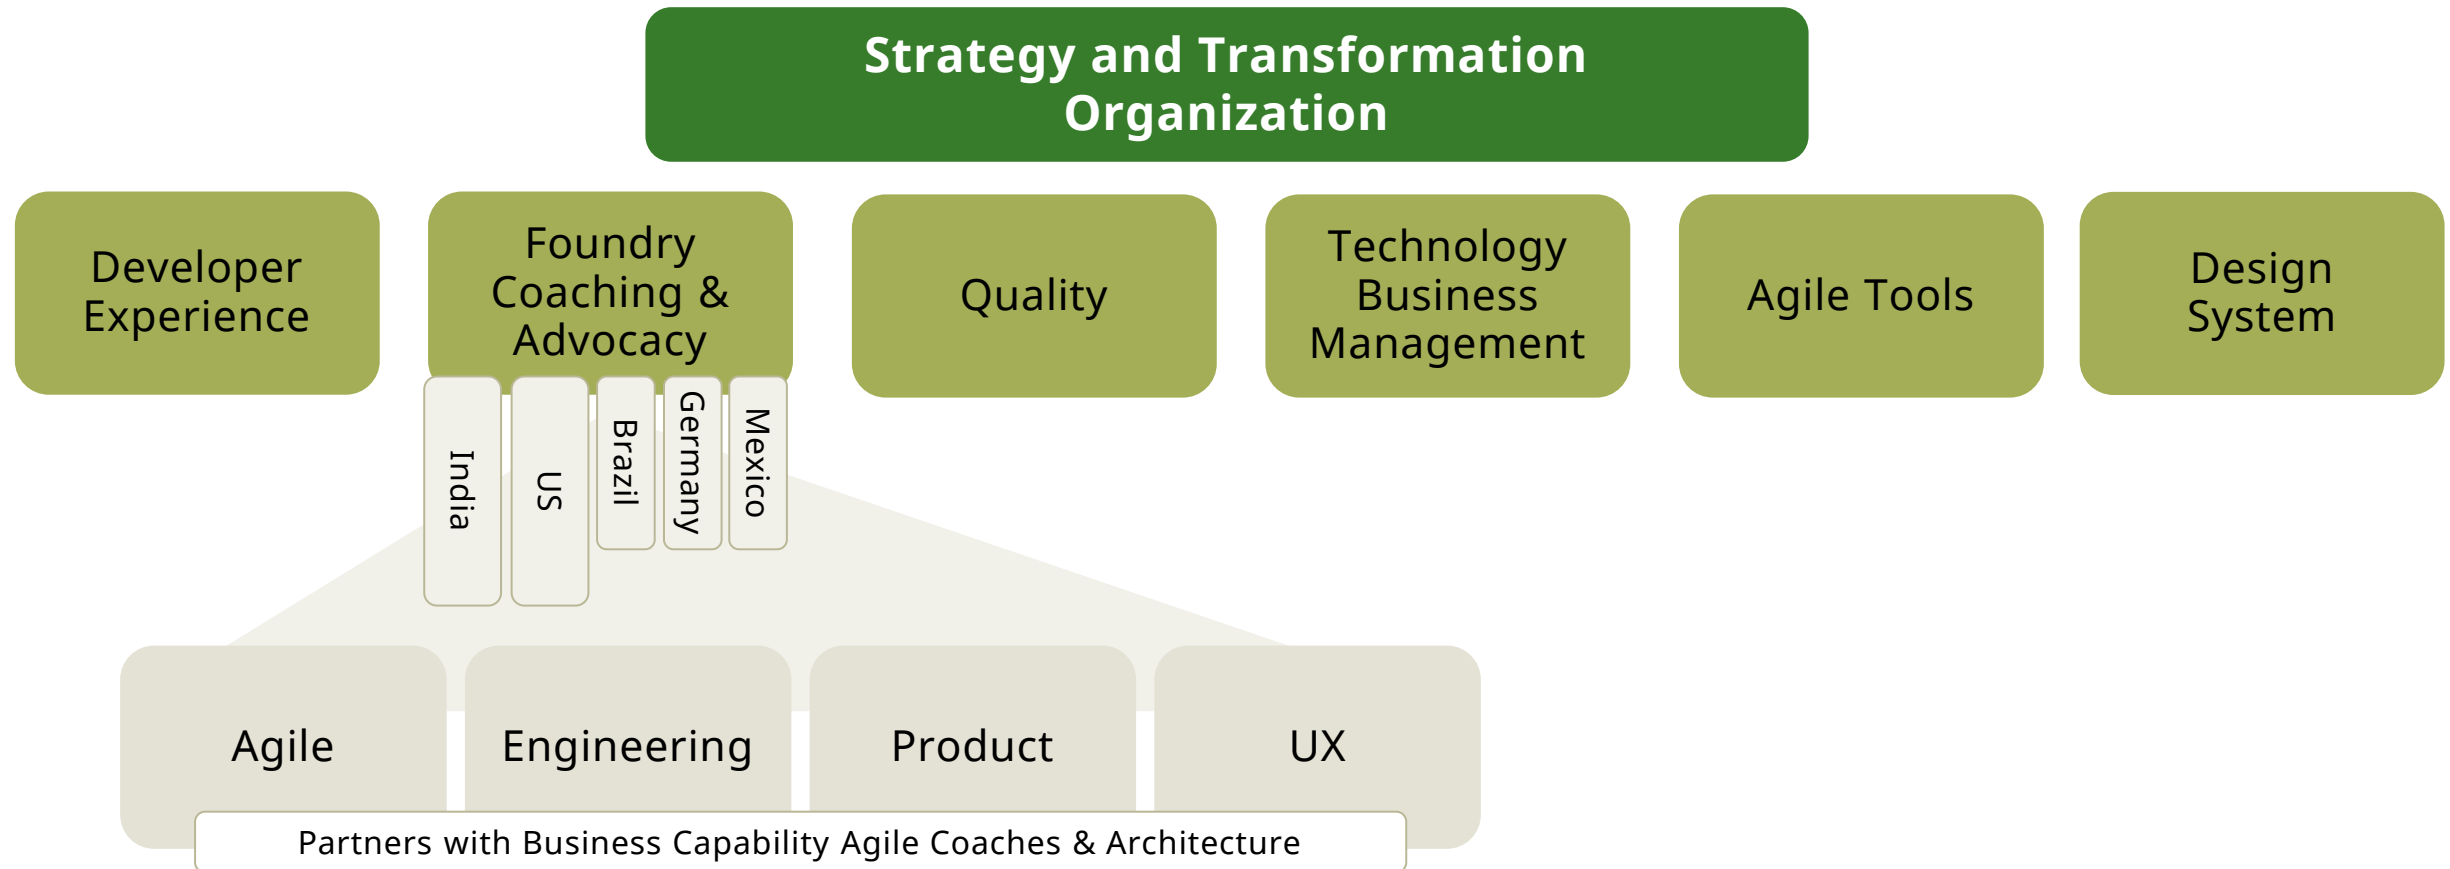 Strategy and Transformation
Organization
Developer
Experience
Foundry
Coaching &
Advocacy
Quality
Technology
Business
Management
Agile Tools
Design
System
India
US
Brazil
Germany
Mexico
Agile
Engineering
Product
UX
Partners with Business Capability Agile Coaches & Architecture